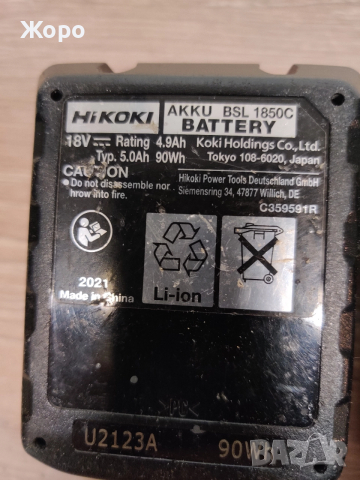 Жоро
HiKOKI
AKKU BSL 1850C
BATTERY
18V⎓ Rating 4.9Ah
Typ. 5.0Ah 90Wh
Koki Holdings Co., Ltd.
Tokyo 108-6020, Japan
CAUTION
● Do not disassemble nor
throw into fire.
Hikoki Power Tools Deutschland GmbH
Siemensring 34, 47877 Willich, DE
C359591R
2021
Made in China
Li-ion
U2123A
90Wh
BAZAR